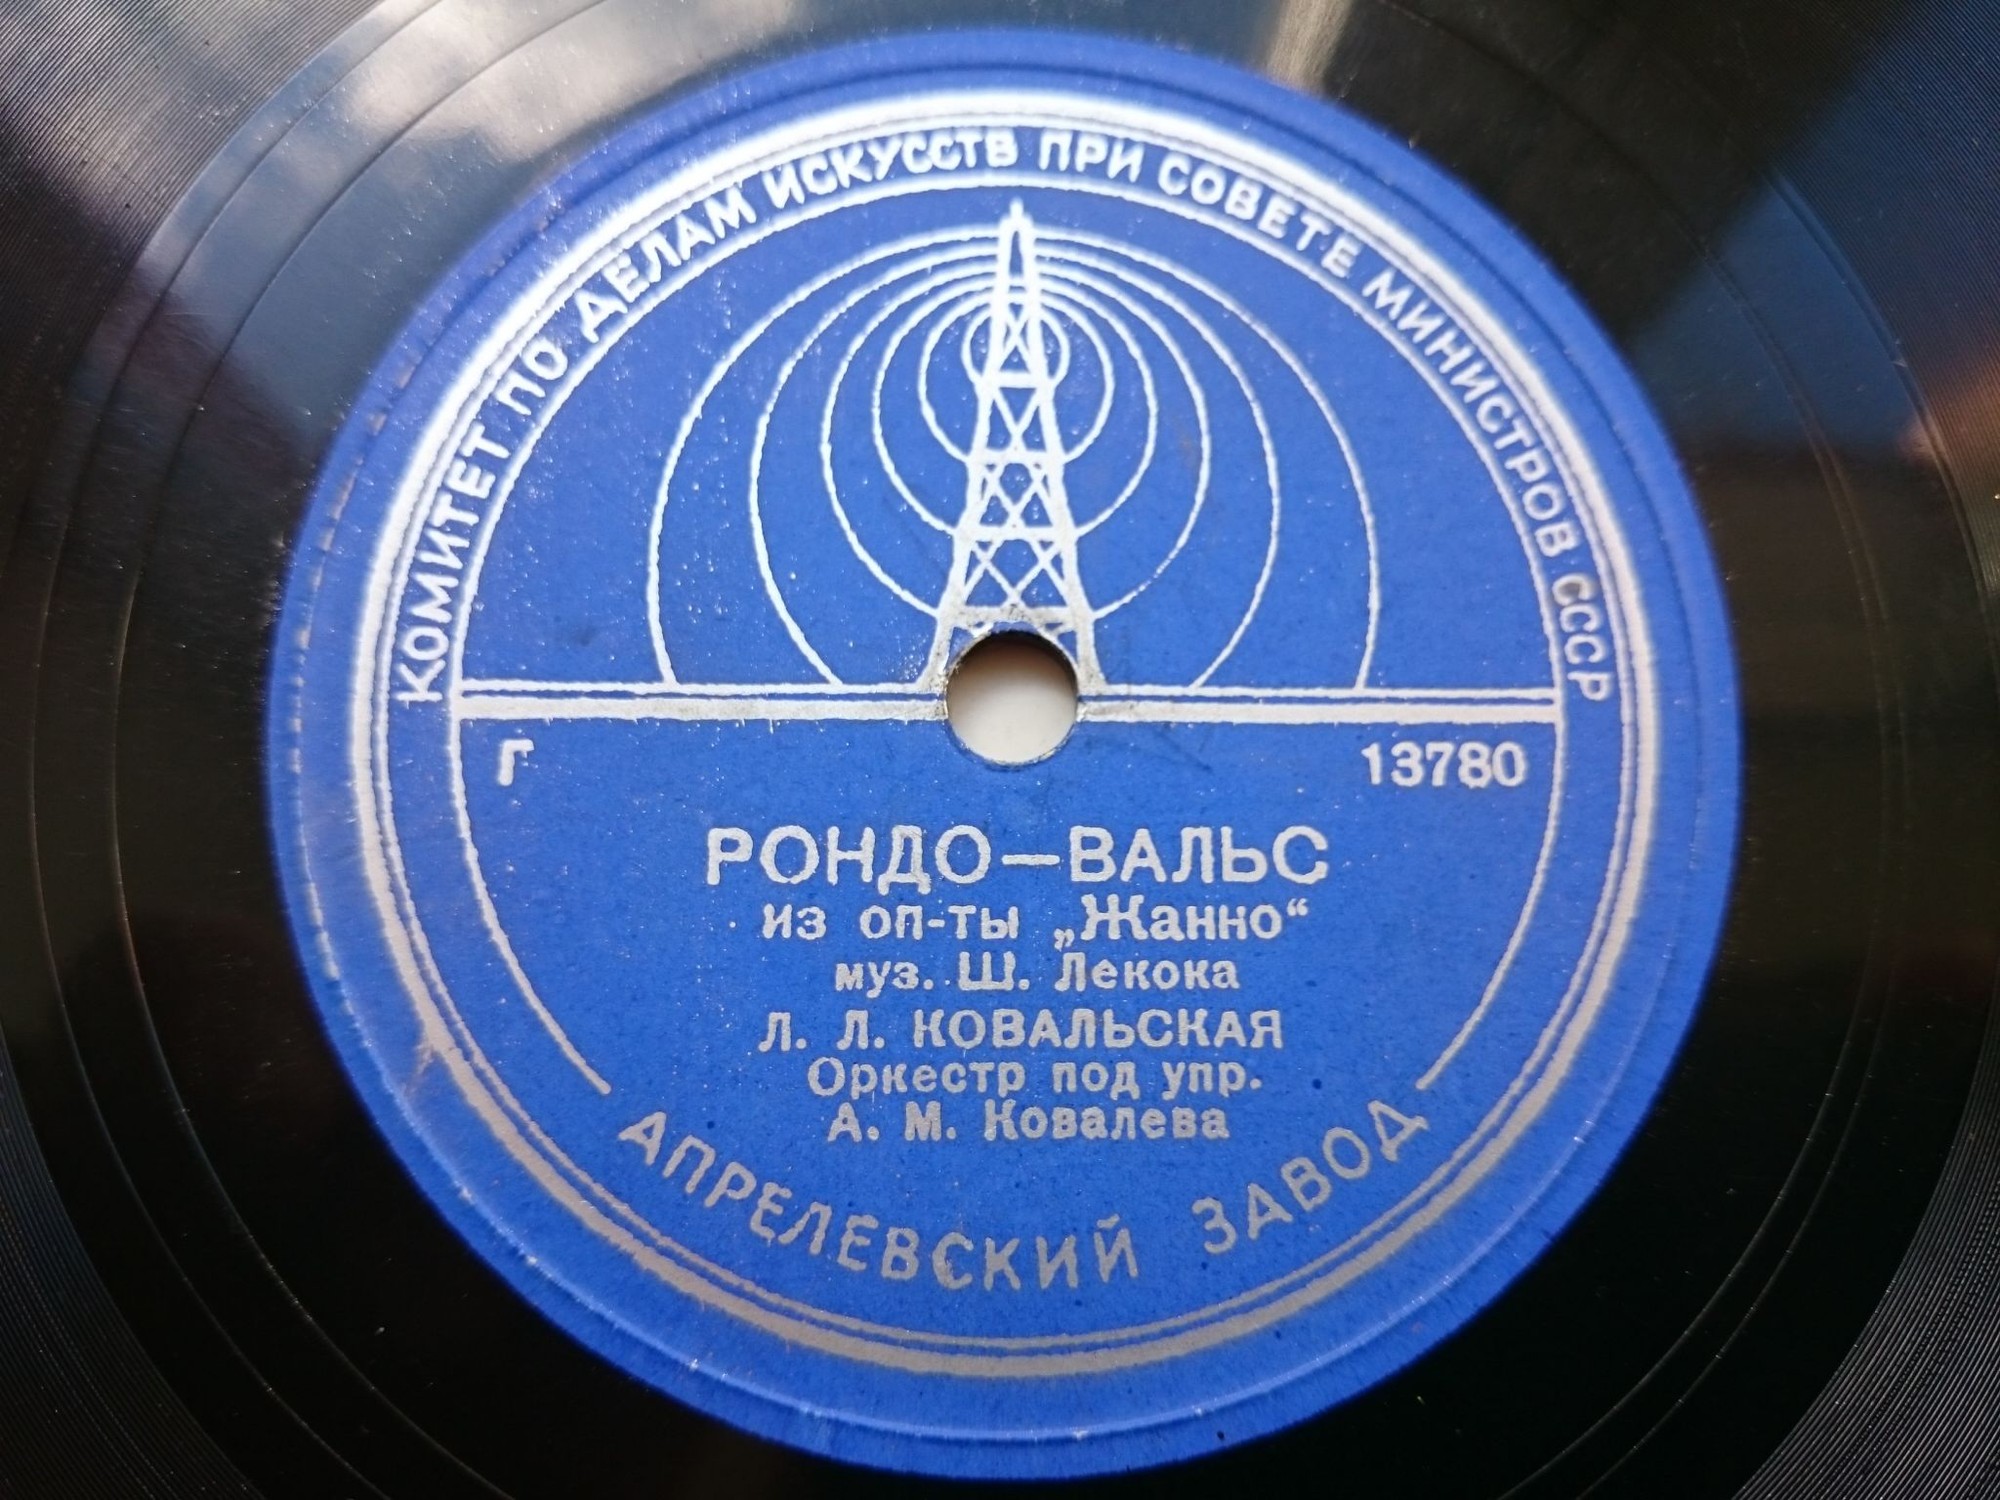 КОМИТЕТ ПО ДЕЛАМ ИСКУССТВ ПРИ СОВЕТЕ МИНИСТРОВ СССР
Г 13780
РОНДО—ВАЛЬС
из оп-ты „Жанно“
муз. Ш. Лекока
Л. Л. КОВАЛЬСКАЯ
Оркестр под упр.
А. М. Ковалева
АПРЕЛЕВСКИЙ ЗАВОД